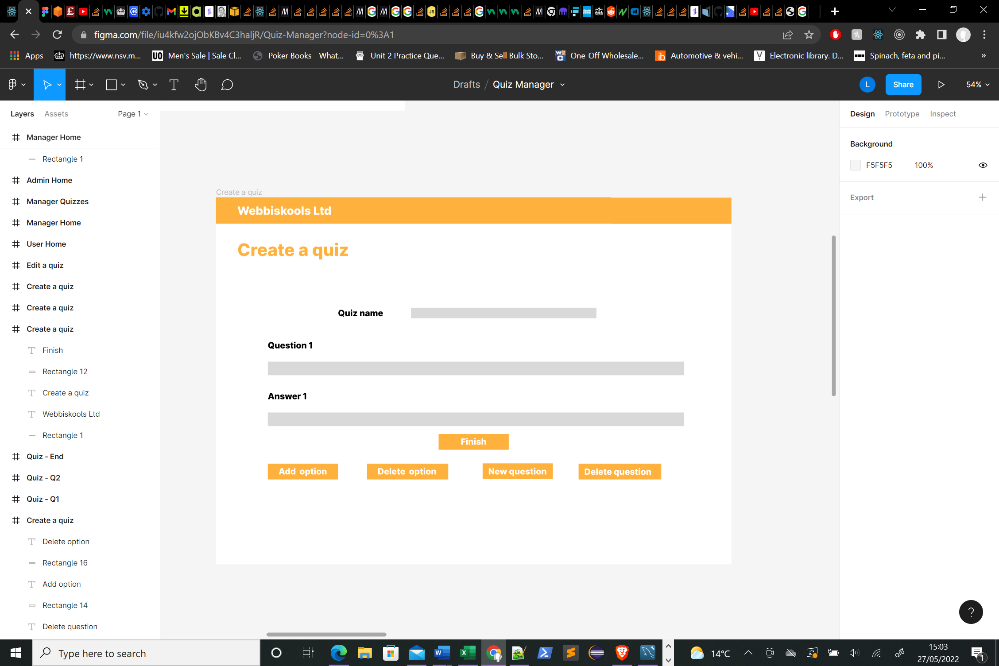 figma.com/file/iu4kfw2ojObKBv4C3haljR/Quiz-Manager?node-id=0%3A1
Apps
https://www.nsv.m...
UO Men's Sale | Sale Cl...
Poker Books - What...
Unit 2 Practice Que...
Buy & Sell Bulk Sto...
One-Off Wholesale...
ib Automotive & vehi...
Electronic library. D...
Spinach, feta and pi...
»
Drafts / Quiz Manager
L
Share
54%
Layers
Assets
Page 1
Manager Home
Rectangle 1
Admin Home
Manager Quizzes
Manager Home
User Home
Edit a quiz
Create a quiz
Create a quiz
Create a quiz
Finish
Rectangle 12
Create a quiz
Webbiskools Ltd
Rectangle 1
Quiz - End
Quiz - Q2
Quiz - Q1
Create a quiz
Delete option
Rectangle 16
Add option
Rectangle 14
Delete question
Create a quiz
Webbiskools Ltd
Create a quiz
Quiz name
Question 1
Answer 1
Finish
Add option
Delete option
New question
Delete question
Design
Prototype
Inspect
Background
F5F5F5
100%
Export
?
Type here to search
14°C
15:03
27/05/2022
1